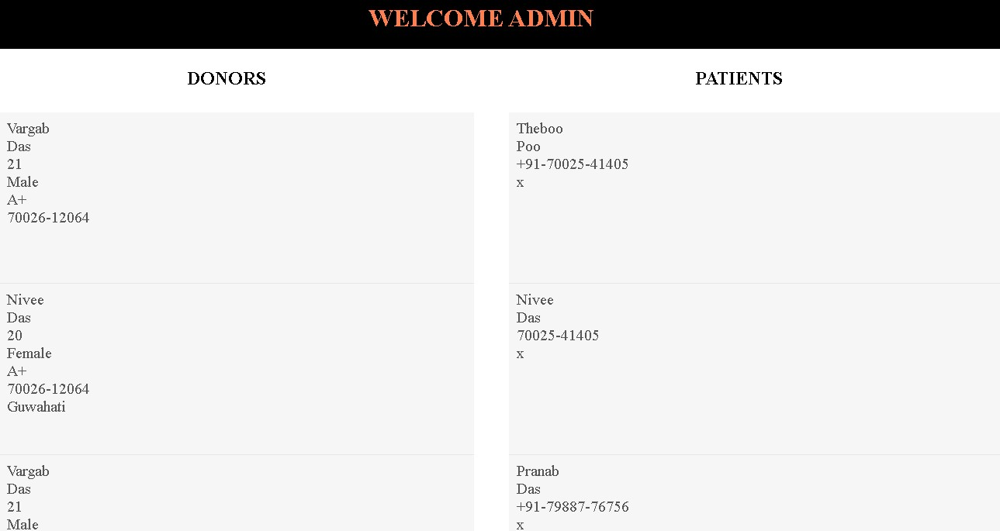 WELCOME ADMIN
DONORS
Vargab
Das
21
Male
A+
70026-12064
Nivee
Das
20
Female
A+
70026-12064
Guwahati
Vargab
Das
21
Male
PATIENTS
Theboo
Poo
+91-70025-41405
x
Nivee
Das
70025-41405
x
Pranab
Das
+91-79887-76756
x